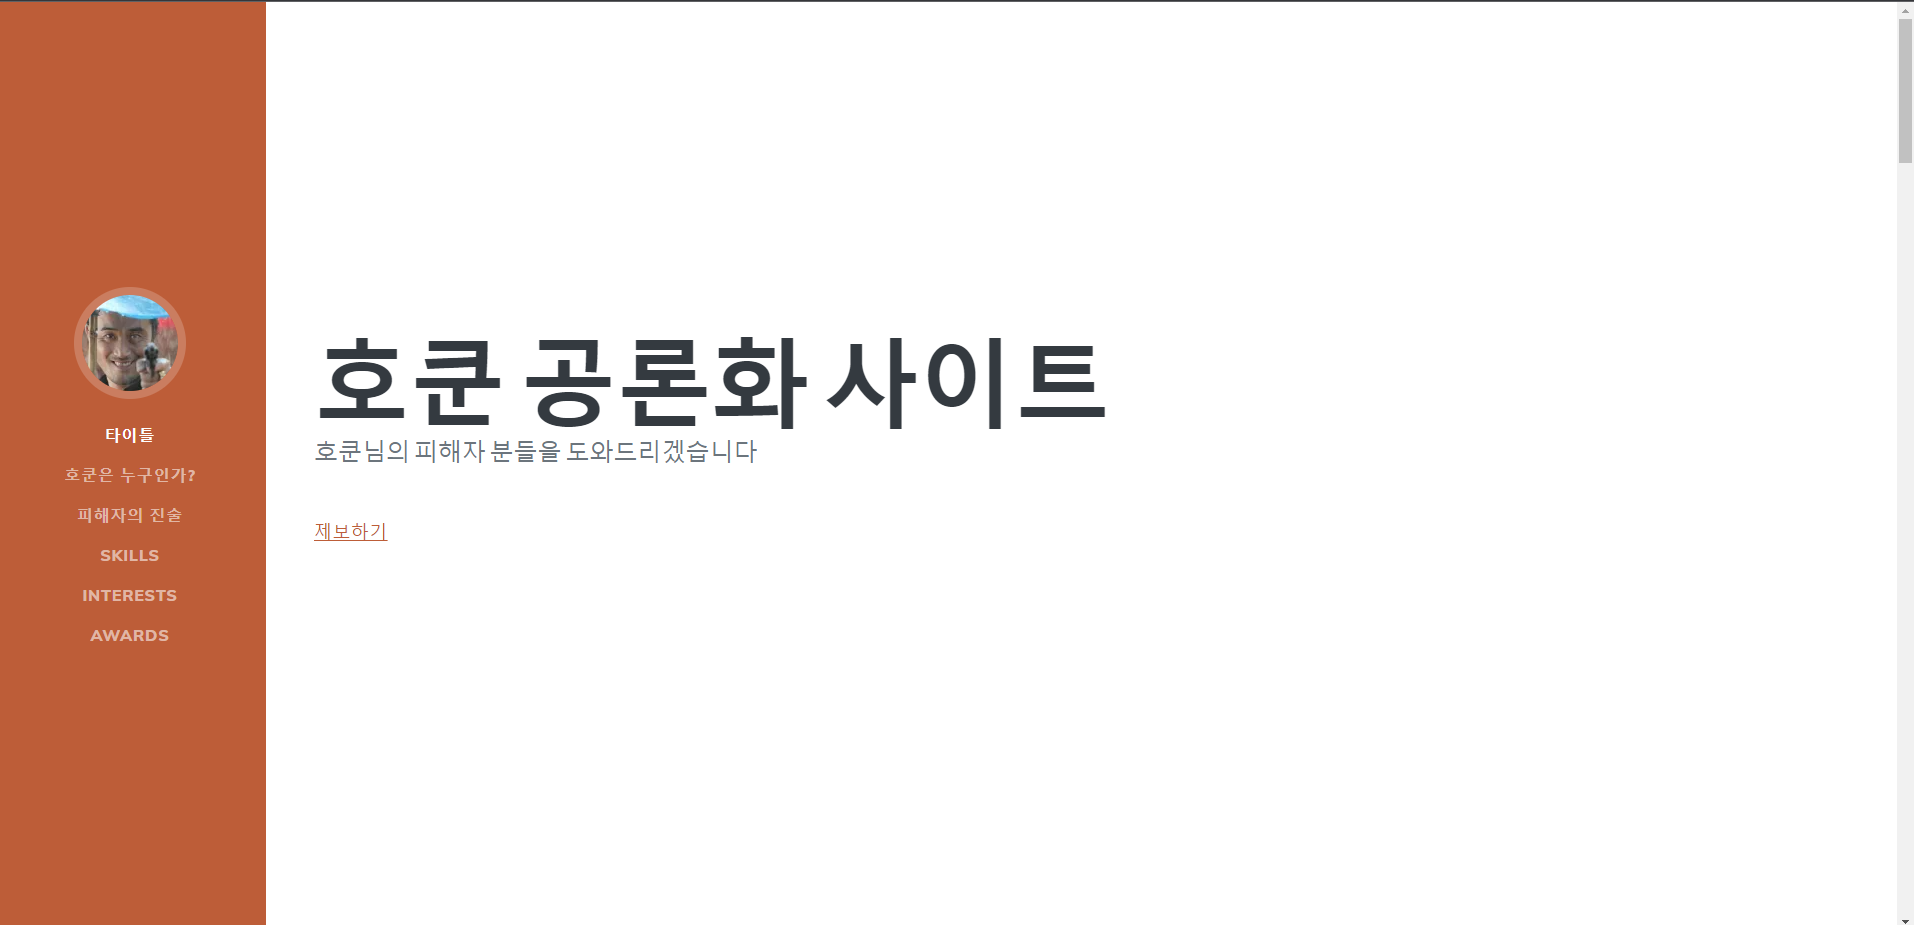 타이틀
호쿤은 누구인가?
피해자의 진술
SKILLS
INTERESTS
AWARDS
호쿤 공론화 사이트
호쿤님의 피해자 분들을 도와드리겠습니다
제보하기